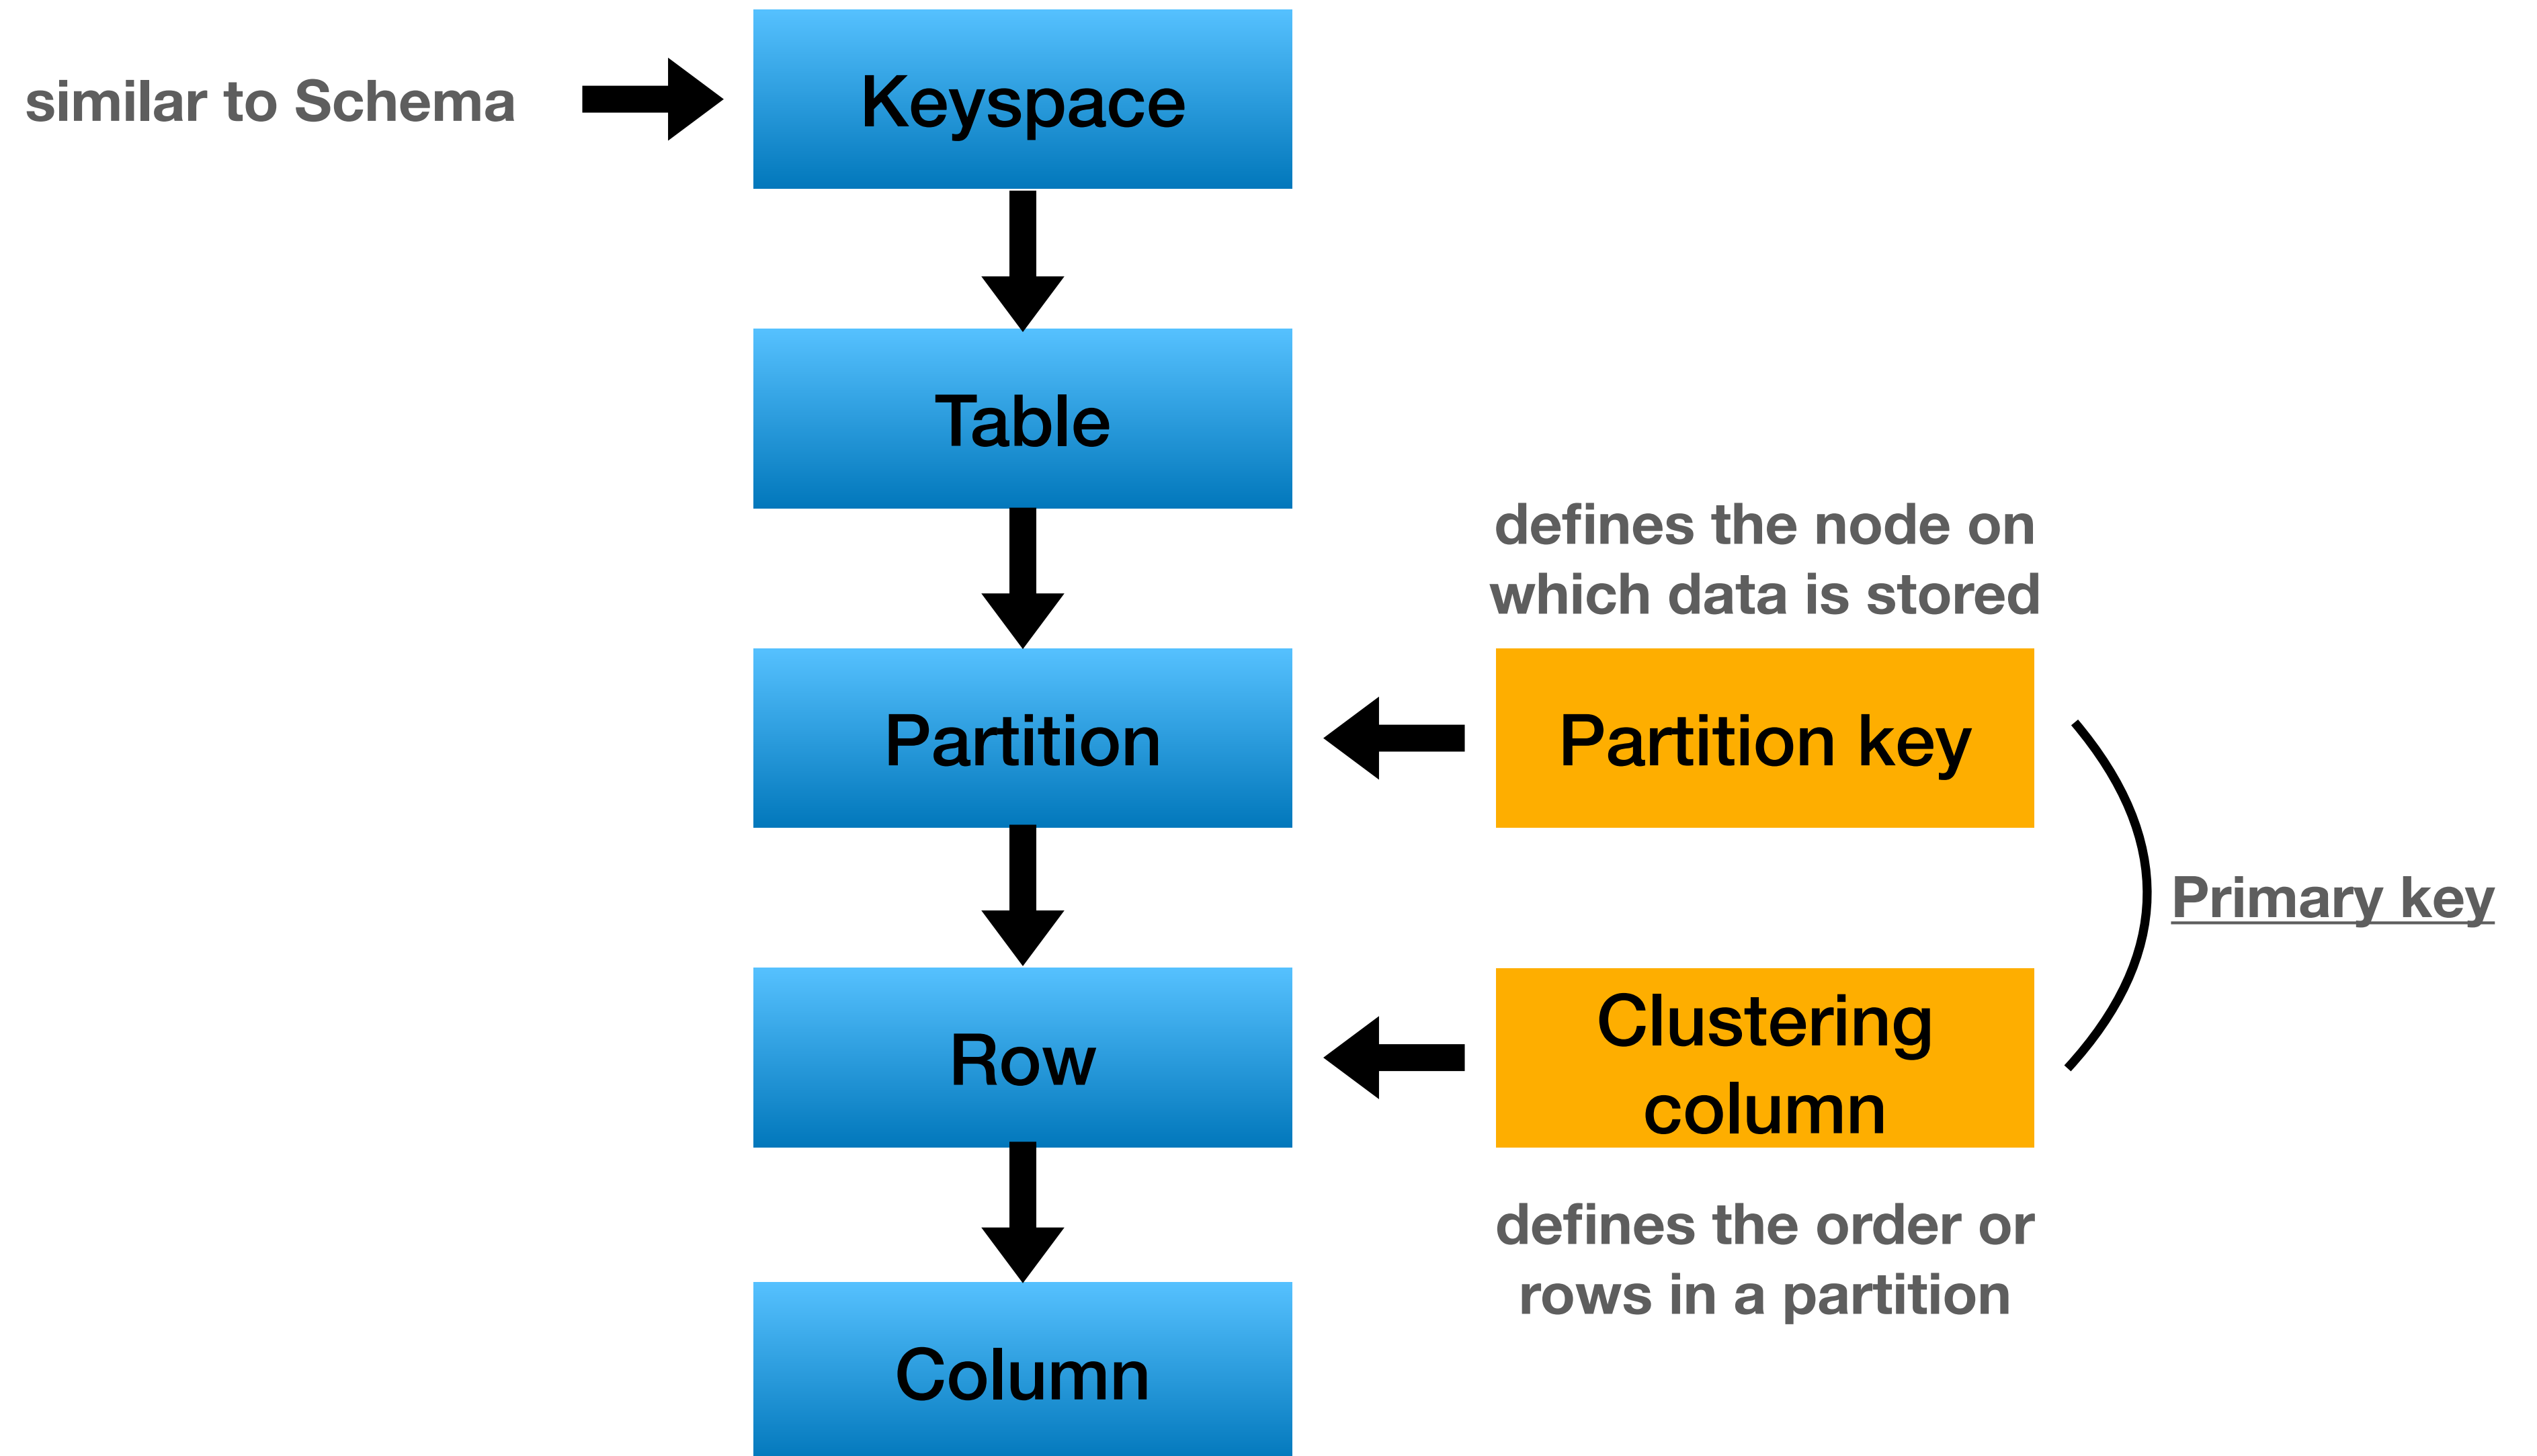 similar to Schema
Keyspace
Table
defines the node on
which data is stored
Partition
Partition key
Primary key
Row
Clustering
column
defines the order or
rows in a partition
Column